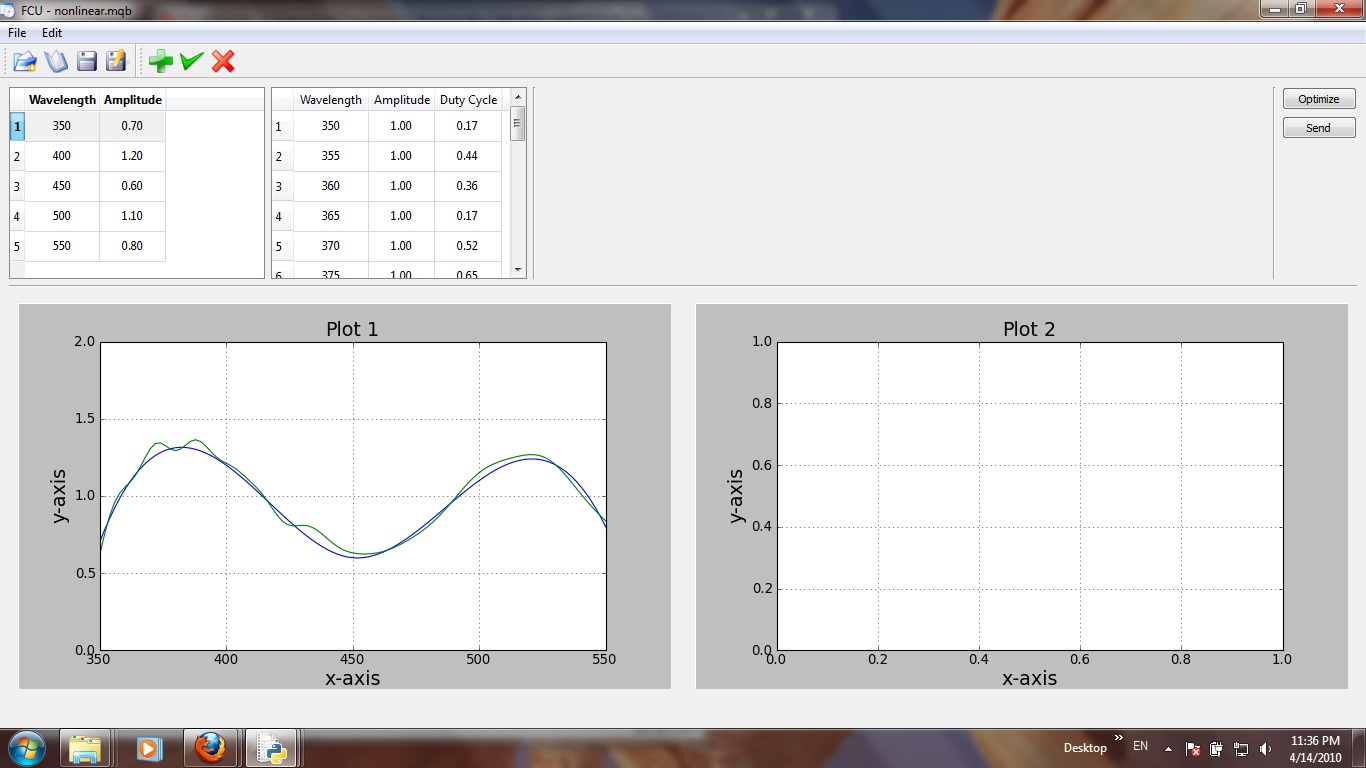 FCU - nonlinear.mqb
File Edit
Wavelength Amplitude
1 350 0.70
2 400 1.20
3 450 0.60
4 500 1.10
5 550 0.80
Wavelength Amplitude Duty Cycle
1 350 1.00 0.17
2 355 1.00 0.44
3 360 1.00 0.36
4 365 1.00 0.17
5 370 1.00 0.52
6 375 1.00 0.65
Optimize
Send
Plot 1
2.0
1.5
1.0
0.5
0.0
y-axis
350 400 450 500 550
x-axis
Plot 2
1.0
0.8
0.6
0.4
0.2
0.0
y-axis
0.0 0.2 0.4 0.6 0.8 1.0
x-axis
Desktop » EN
11:36 PM
4/14/2010